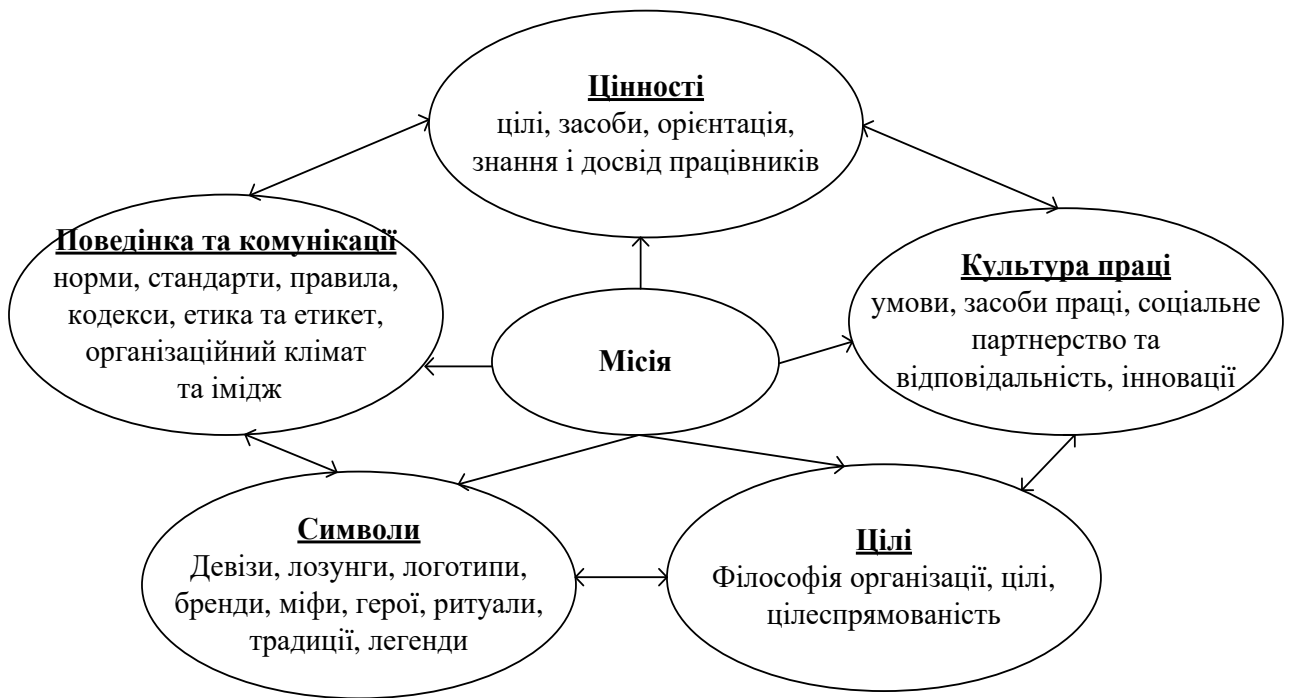 Цінності
цілі, засоби, орієнтація,
знання і досвід працівників
Поведінка та комунікації
норми, стандарти, правила,
кодекси, етика та етикет,
організаційний клімат
та імідж
Культура праці
умови, засоби праці, соціальне
партнерство та
відповідальність, інновації
Місія
Символи
Девізи, лозунги, логотипи,
бренди, міфи, герої, ритуали,
традиції, легенди
Цілі
Філософія організації, цілі,
цілеспрямованість